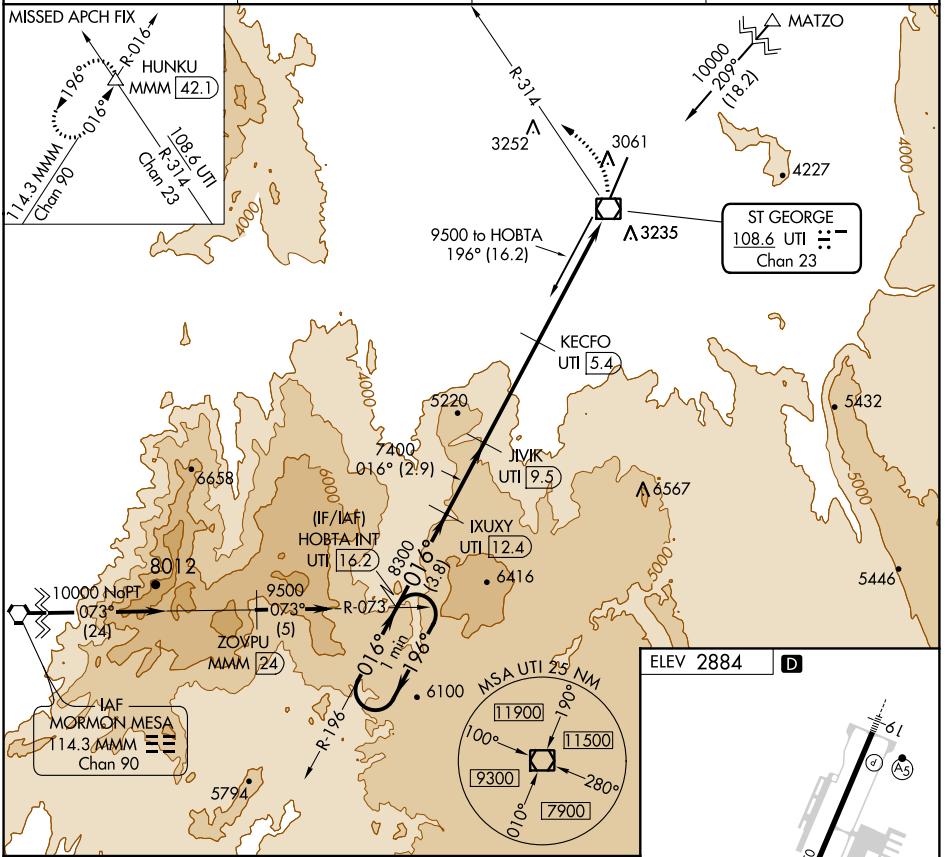 MISSED APCH FIX
R-016
HUNKU
MMM 42.1
196°
016°
114.3 MMM
Chan 90
108.6 UTI
R-314
Chan 23
4000
R-314
3252
3061
MATZO
10000
209°
(18.2)
4227
4000
9500 to HOBTA
196° (16.2)
3235
ST GEORGE
108.6 UTI
Chan 23
KECFO
UTI 5.4
4000
4000
5220
5432
7400
016° (2.9)
JIVIK
UTI 9.5
6658
6000
6567
5000
(IF/IAF)
HOBTA INT
UTI 16.2
IXUXY
UTI 12.4
8300
016°
(3.8)
8012
6416
5000
5446
10000 NoPT
073°
(24)
9500
073°
(5)
R-073
ZOVPU
MMM 24
016°
1 min
196°
6100
R-196
IAF
MORMON MESA
114.3 MMM
Chan 90
5794
MSA UTI 25 NM
11900
190°
100°
11500
9300
280°
010°
7900
ELEV 2884
D
19
P
A5